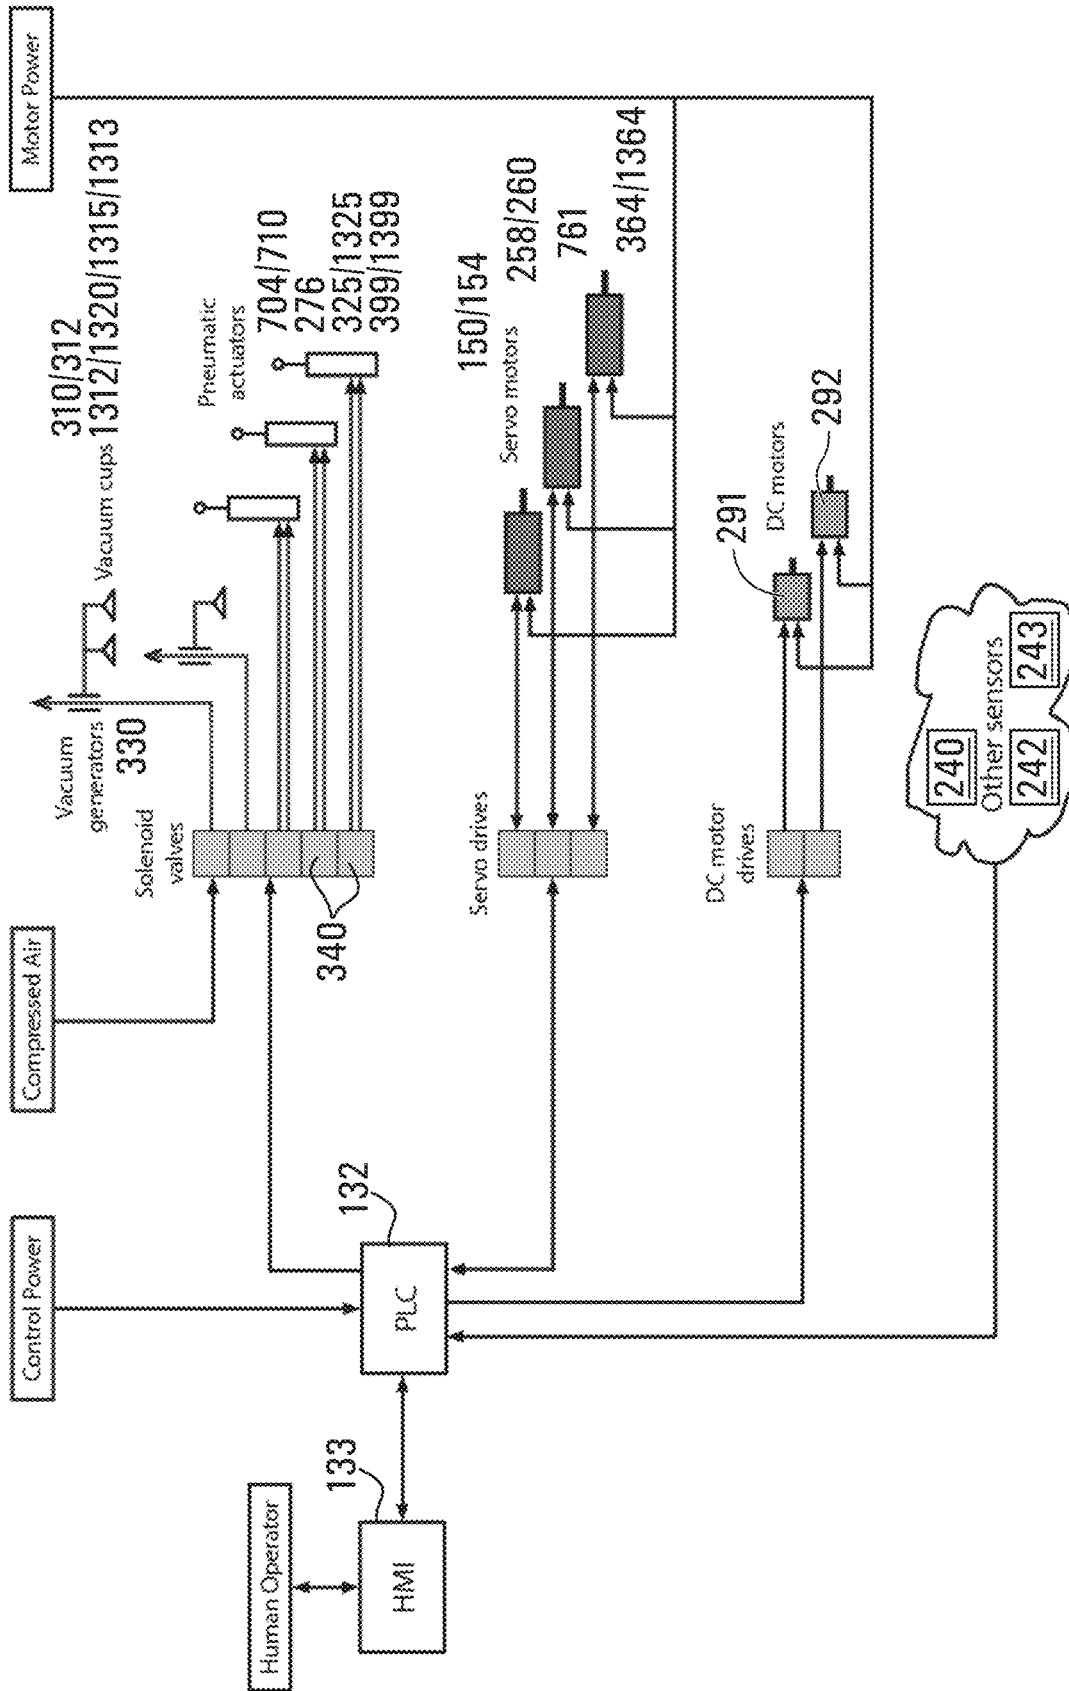 Human Operator
HMI
133
Control Power
PLC
132
Compressed Air
Solenoid
valves
340
Vacuum
generators
330
310/312
1312/1320/1315/1313
Vacuum cups
Pneumatic
actuators
704/710
276
325/1325
399/1399
Motor Power
Servo drives
Servo motors
150/154
258/260
761
364/1364
DC motor
drives
DC motors
291
292
Other sensors
240
242
243